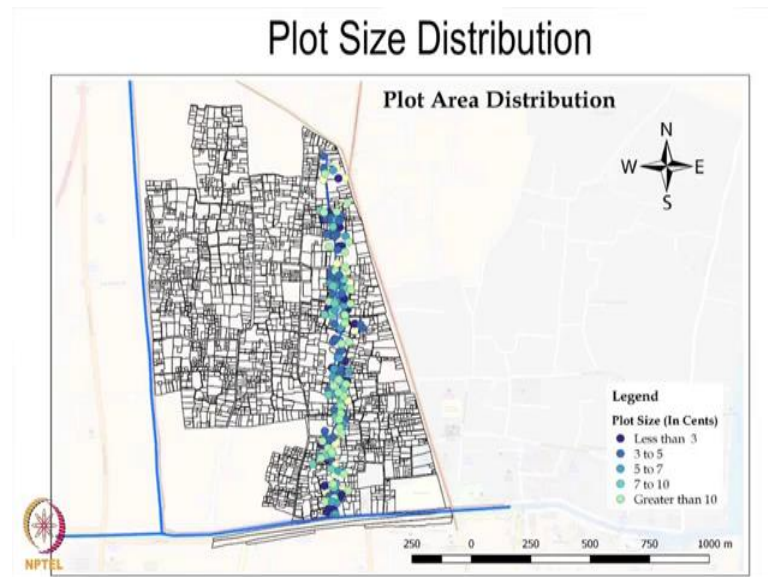 Plot Size Distribution
Plot Area Distribution
N
W E
S
Legend
Plot Size (In Cents)
Less than 3
3 to 5
5 to 7
7 to 10
Greater than 10
250 0 250 500 750 1000 m
NPTEL